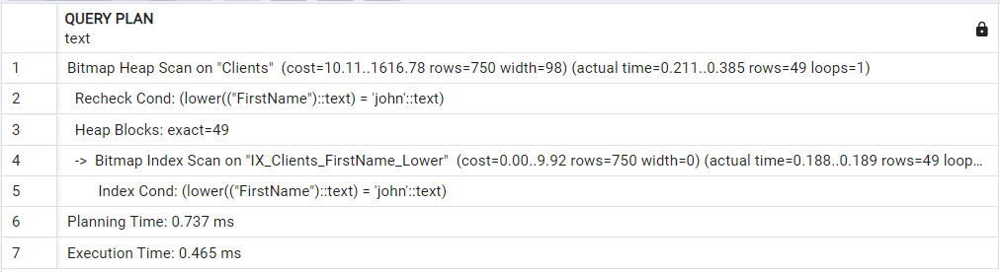 QUERY PLAN
text
1 Bitmap Heap Scan on "Clients" (cost=10.11..1616.78 rows=750 width=98) (actual time=0.211..0.385 rows=49 loops=1)
2 Recheck Cond: (lower(("FirstName")::text) = 'john'::text)
3 Heap Blocks: exact=49
4 -> Bitmap Index Scan on "IX_Clients_FirstName_Lower" (cost=0.00..9.92 rows=750 width=0) (actual time=0.188..0.189 rows=49 loop...
5 Index Cond: (lower(("FirstName")::text) = 'john'::text)
6 Planning Time: 0.737 ms
7 Execution Time: 0.465 ms